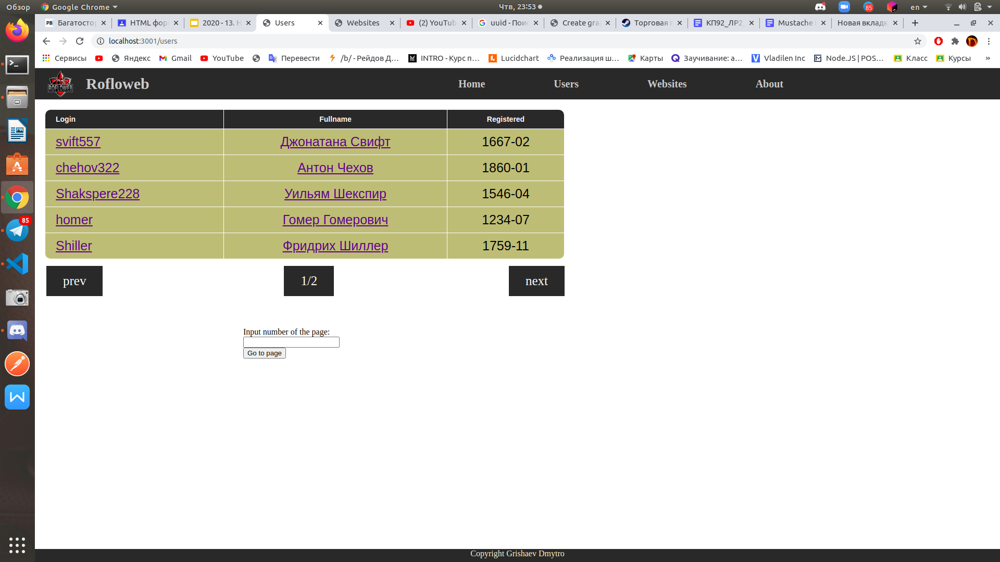 Обзор Google Chrome Чтв, 23:53 85 en
Багатостор HTML фор 2020 - 13. Н Users Websites (2) YouTub uuid - Поис Create gra Торговая п КП92_ЛР2_ Mustache Новая вкладк
localhost:3001/users
Сервисы Яндекс Gmail YouTube Перевести /b/ - Рейдов Д… INTRO - Курс п… Lucidchart Реализация ш… Карты Заучивание: а… Vladilen Inc Node.JS | POS… Класс Курсы »
ROFLOWEB Rofloweb Home Users Websites About
Login Fullname Registered
svift557 Джонатана Свифт 1667-02
chehov322 Антон Чехов 1860-01
Shakspere228 Уильям Шекспир 1546-04
homer Гомер Гомерович 1234-07
Shiller Фридрих Шиллер 1759-11
85
prev 1/2 next
Input number of the page:
Go to page
Copyright Grishaev Dmytro